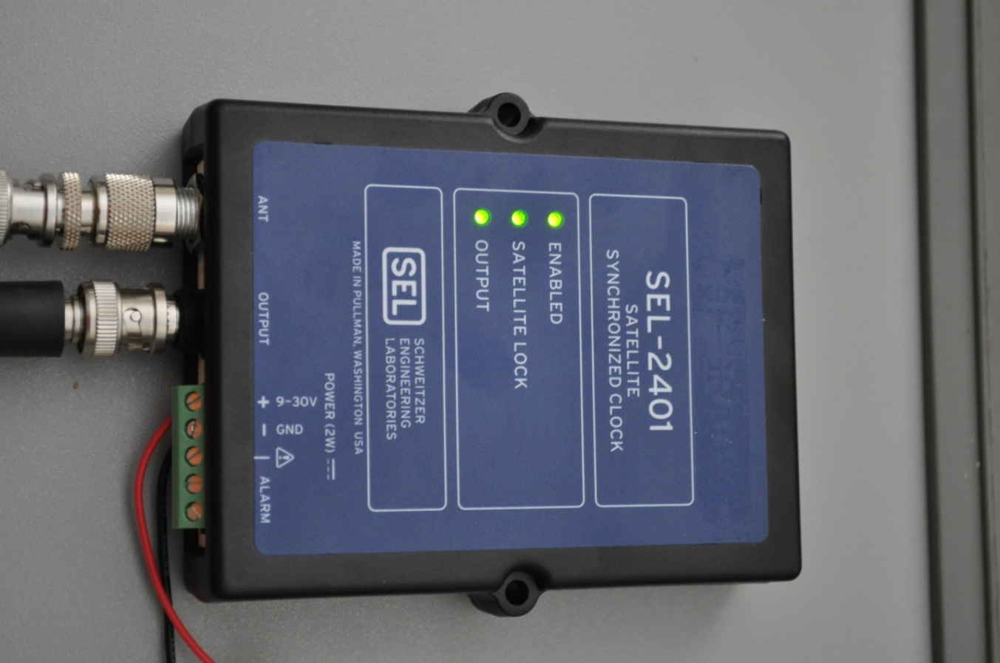 SEL-2401
SATELLITE
SYNCHRONIZED CLOCK
ENABLED
SATELLITE LOCK
OUTPUT
SEL
SCHWEITZER
ENGINEERING
LABORATORIES
MADE IN PULLMAN, WASHINGTON USA
POWER (2W)
+ 9-30V
- GND
ANT
OUTPUT
ALARM